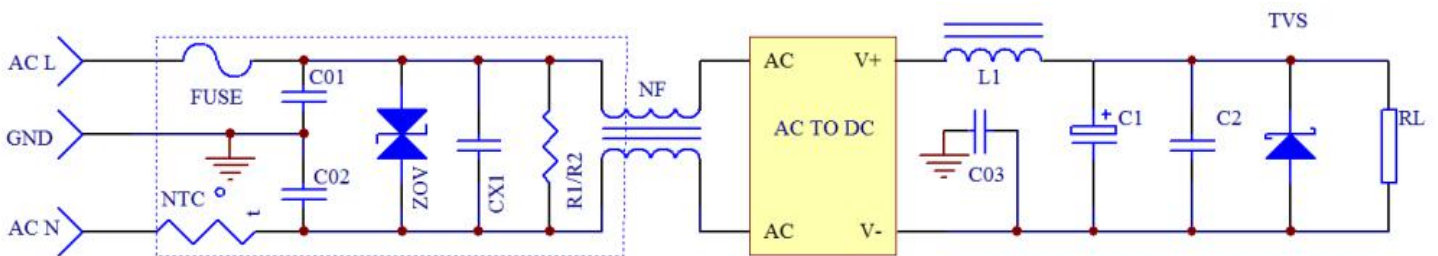 TVS
AC L
FUSE
C01
NF
AC
V+
L1
GND
AC TO DC
C03
C1
C2
RL
NTC
t
C02
ZOV
CX1
R1/R2
AC N
AC
V-
+